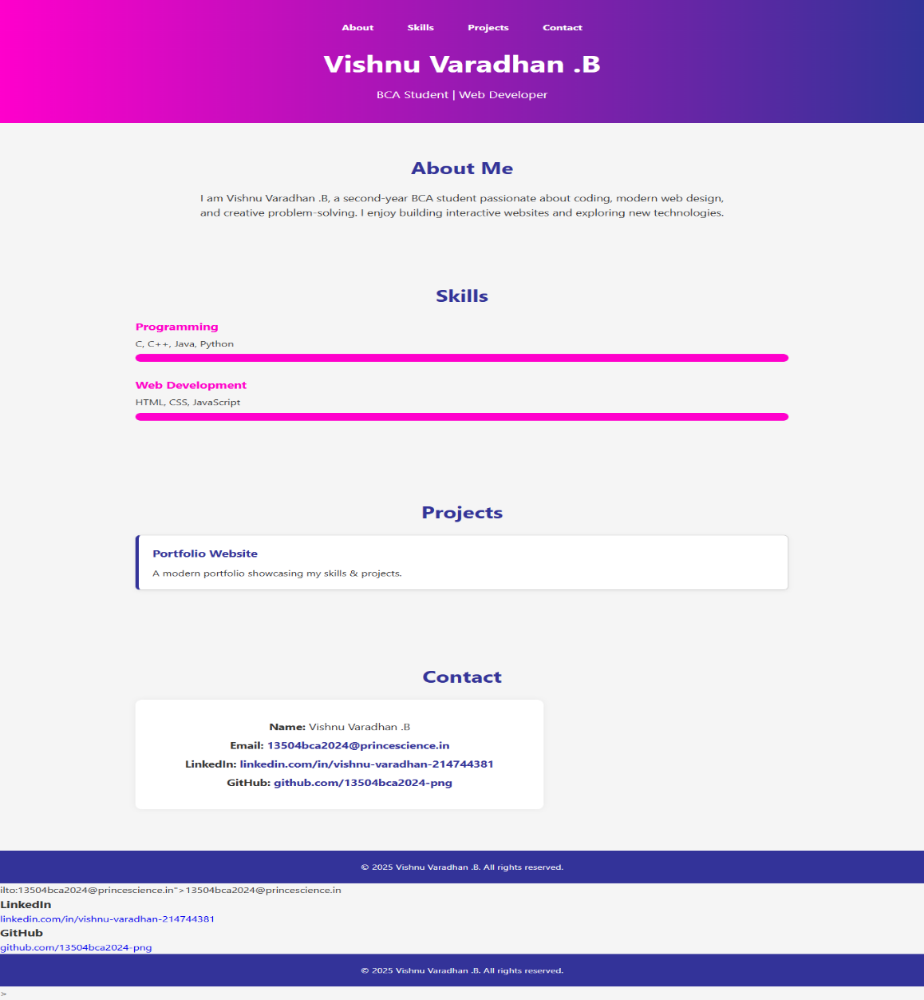 About Skills Projects Contact
Vishnu Varadhan .B
BCA Student | Web Developer
About Me
I am Vishnu Varadhan .B, a second-year BCA student passionate about coding, modern web design,
and creative problem-solving. I enjoy building interactive websites and exploring new technologies.
Skills
Programming
C, C++, Java, Python
Web Development
HTML, CSS, JavaScript
Projects
Portfolio Website
A modern portfolio showcasing my skills & projects.
Contact
Name: Vishnu Varadhan .B
Email: 13504bca2024@princescience.in
LinkedIn: linkedin.com/in/vishnu-varadhan-214744381
GitHub: github.com/13504bca2024-png
© 2025 Vishnu Varadhan .B. All rights reserved.
ilto:13504bca2024@princescience.in">13504bca2024@princescience.in
LinkedIn
linkedin.com/in/vishnu-varadhan-214744381
GitHub
github.com/13504bca2024-png
© 2025 Vishnu Varadhan .B. All rights reserved.
>